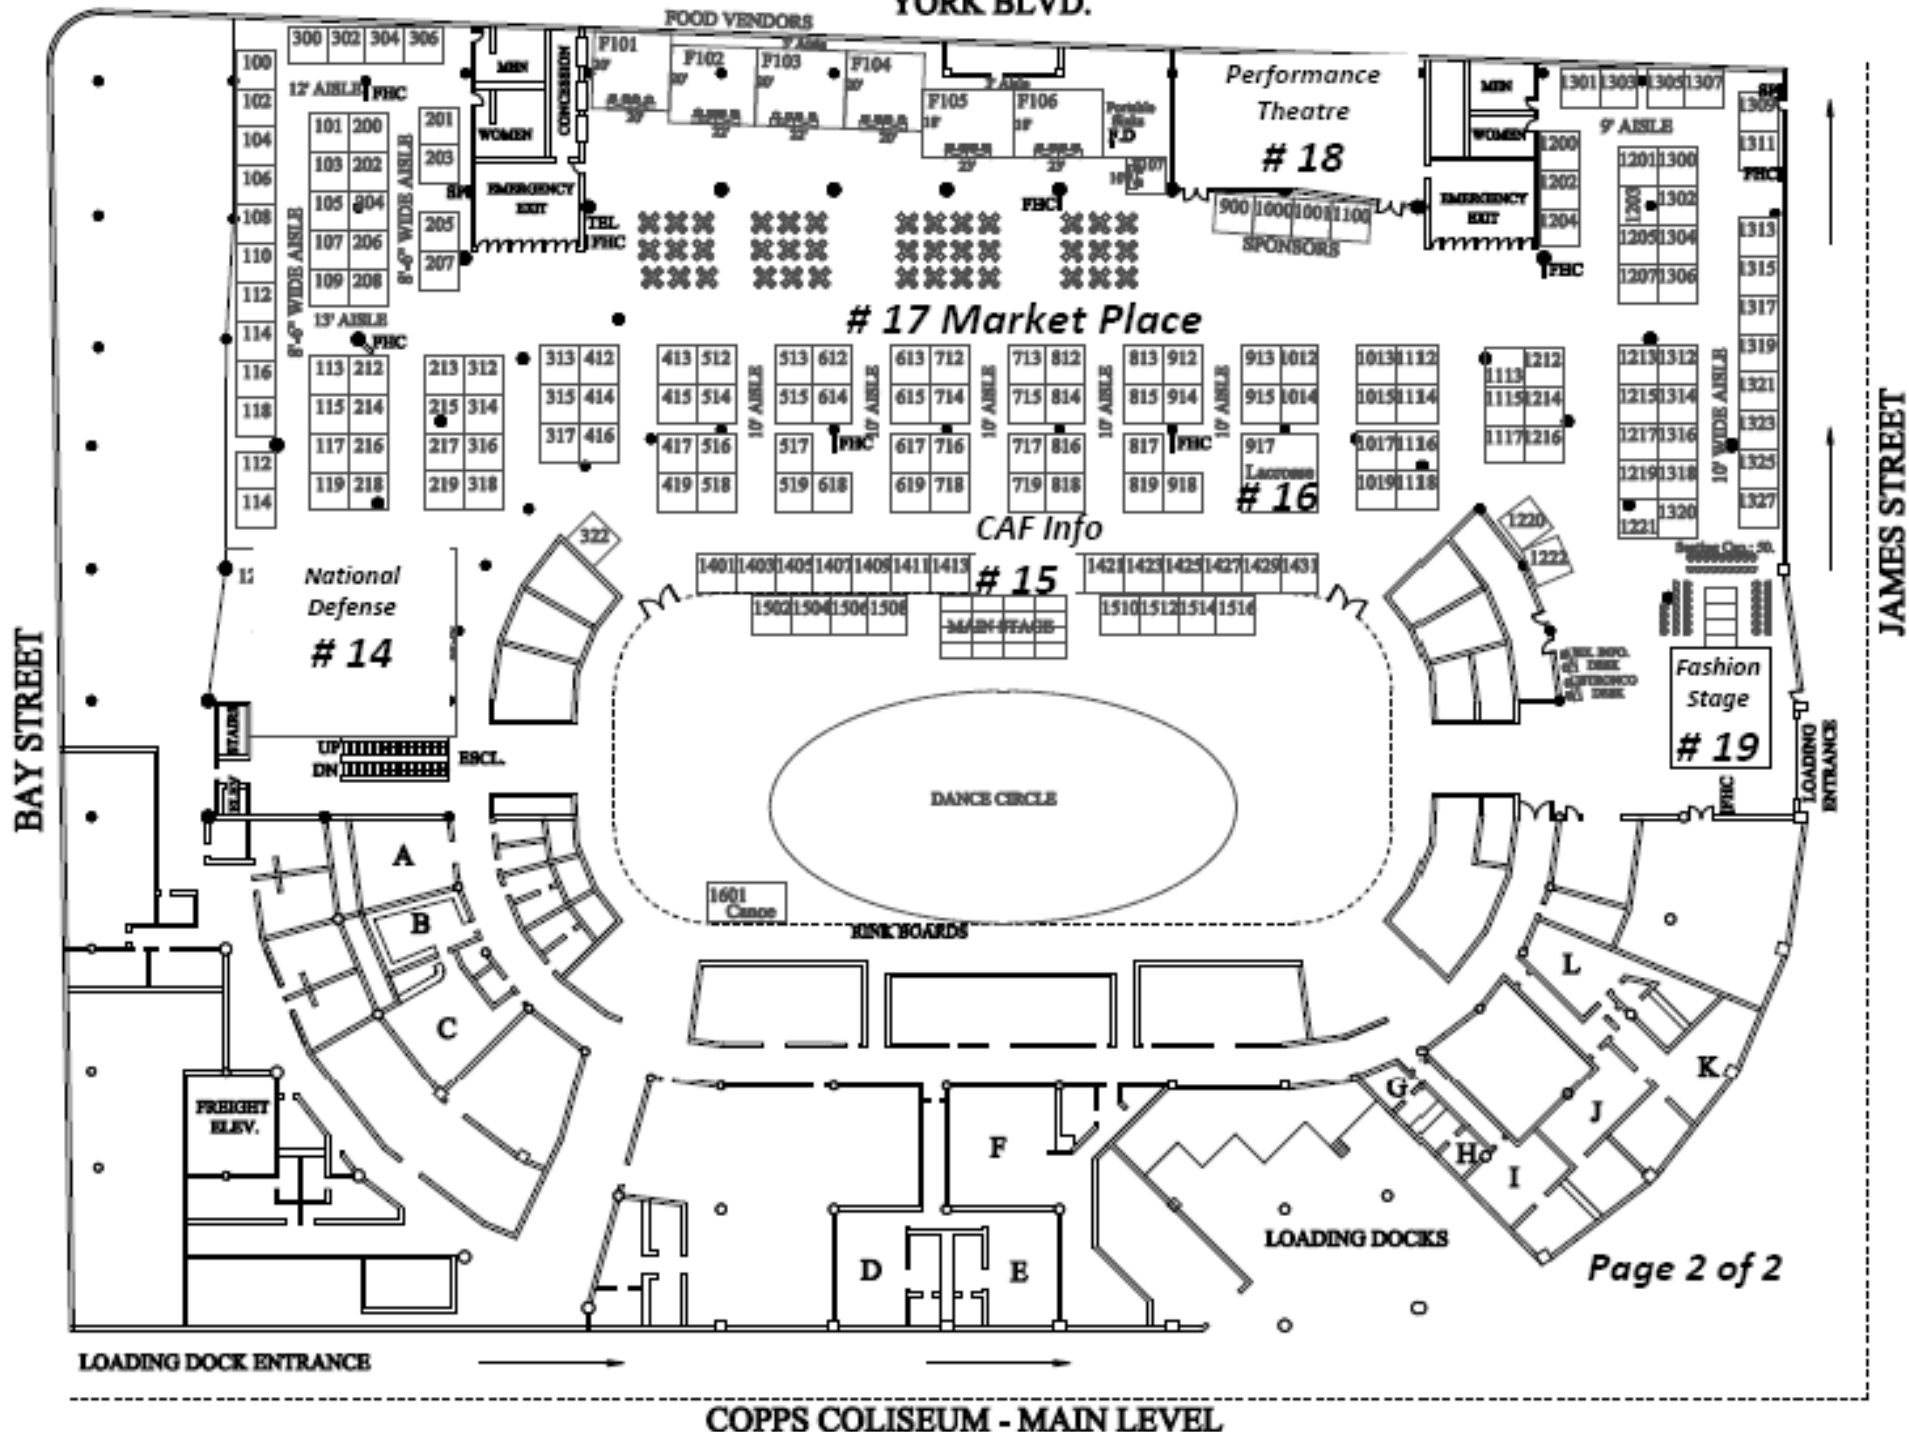 YORK BLVD.
FOOD VENDORS
300 302 304 306
MEN
WOMEN
CONCESSION
EMERGENCY
EXIT
F101
F102
F103
F104
F105
F106
Performance
Theatre
# 18
MEN
WOMEN
EMERGENCY
EXIT
1301 1303 1305 1307
9' AISLE
1309
1311
FHC
100
102
104
106
108
110
112
114
116
118
112
114
12' AISLE
FHC
101 200
103 202
105 204
107 206
109 208
8'-6" WIDE AISLE
8'-6" WIDE AISLE
201
203
205
207
13' AISLE
FHC
TEL
FHC
FHC
900 1000 1001 1100
SPONSORS
1200
1202
1204
FHC
1201 1300
1203 1302
1205 1304
1207 1306
1313
1315
1317
1319
1321
1323
1325
1327
# 17 Market Place
113 212
115 214
117 216
119 218
213 312
215 314
217 316
219 318
313 412
315 414
317 416
413 512
415 514
417 516
419 518
10' AISLE
513 612
515 614
517
519 618
FHC
10' AISLE
613 712
615 714
617 716
619 718
10' AISLE
713 812
715 814
717 816
719 818
10' AISLE
813 912
815 914
817
819 918
FHC
10' AISLE
913 1012
915 1014
917
Lacrosse
# 16
1013 1112
1015 1114
1017 1116
1019 1118
1113 1212
1115 1214
1117 1216
1213 1312
1215 1314
1217 1316
1219 1318
1221 1320
10' WIDE AISLE
322
CAF Info
# 15
1401 1403 1405 1407 1409 1411 1413
1421 1423 1425 1427 1429 1431
1502 1504 1506 1508
MAIN STAGE
1510 1512 1514 1516
1220
1222
Seating Cap.: 50.
National
Defense
# 14
Fashion
Stage
# 19
FHC
LOADING
ENTRANCE
STAIRS
ELEV
UP
DN
ESCL.
DANCE CIRCLE
1601
Canoe
RINK BOARDS
BAY STREET
JAMES STREET
A
B
C
D
E
F
G
H
I
J
K
L
FREIGHT
ELEV.
LOADING DOCKS
Page 2 of 2
LOADING DOCK ENTRANCE
COPPS COLISEUM - MAIN LEVEL